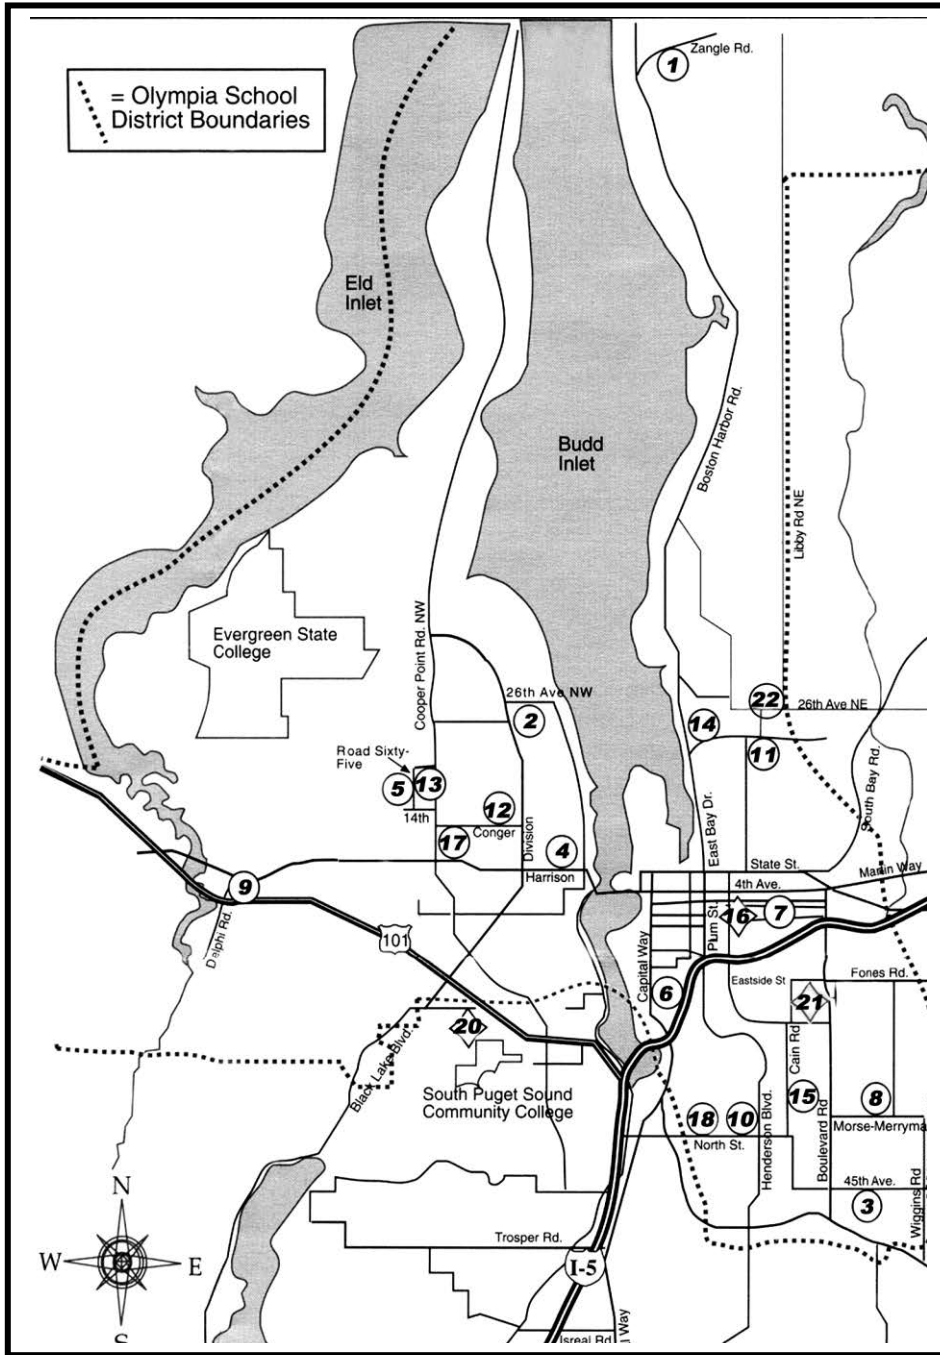 Zangle Rd.
1
= Olympia School
District Boundaries
Eld
Inlet
Budd
Inlet
Boston Harbor Rd.
Libby Rd NE
Evergreen State
College
Cooper Point Rd. NW
26th Ave NW
2
22
26th Ave NE
14
11
Road Sixty-
Five
5
13
14th
12
Conger
17
Division
4
Harrison
East Bay Dr.
South Bay Rd.
State St.
Martin Way
4th Ave.
9
Delphi Rd.
101
Plum St.
16
7
Capital Way
6
Eastside St
Fones Rd.
21
20
Black Lake Blvd.
South Puget Sound
Community College
Cain Rd
15
8
18
10
North St.
Henderson Blvd.
Boulevard Rd
Morse-Merryma
45th Ave.
3
Wiggins Rd
Trosper Rd.
I-5
Isreal Rd
Way
N
W
E
S